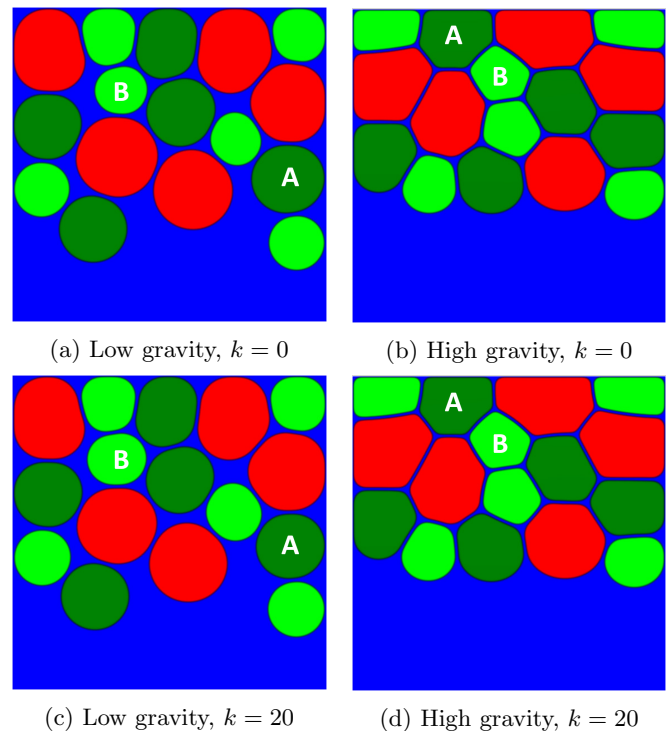 A
B
B
A
(a) Low gravity, k = 0
(b) High gravity, k = 0
A
B
B
A
(c) Low gravity, k = 20
(d) High gravity, k = 20